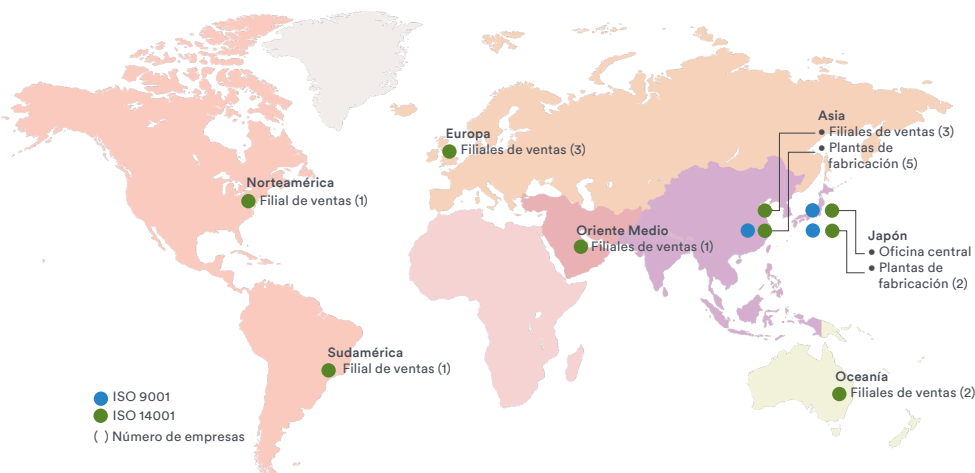 Asia
• Filiales de ventas (3)
• Plantas de
fabricación (5)
Europa
Filiales de ventas (3)
Norteamérica
Filial de ventas (1)
Oriente Medio
Filiales de ventas (1)
Japón
• Oficina central
• Plantas de
fabricación (2)
Sudamérica
Filial de ventas (1)
Oceanía
Filiales de ventas (2)
ISO 9001
ISO 14001
( ) Número de empresas